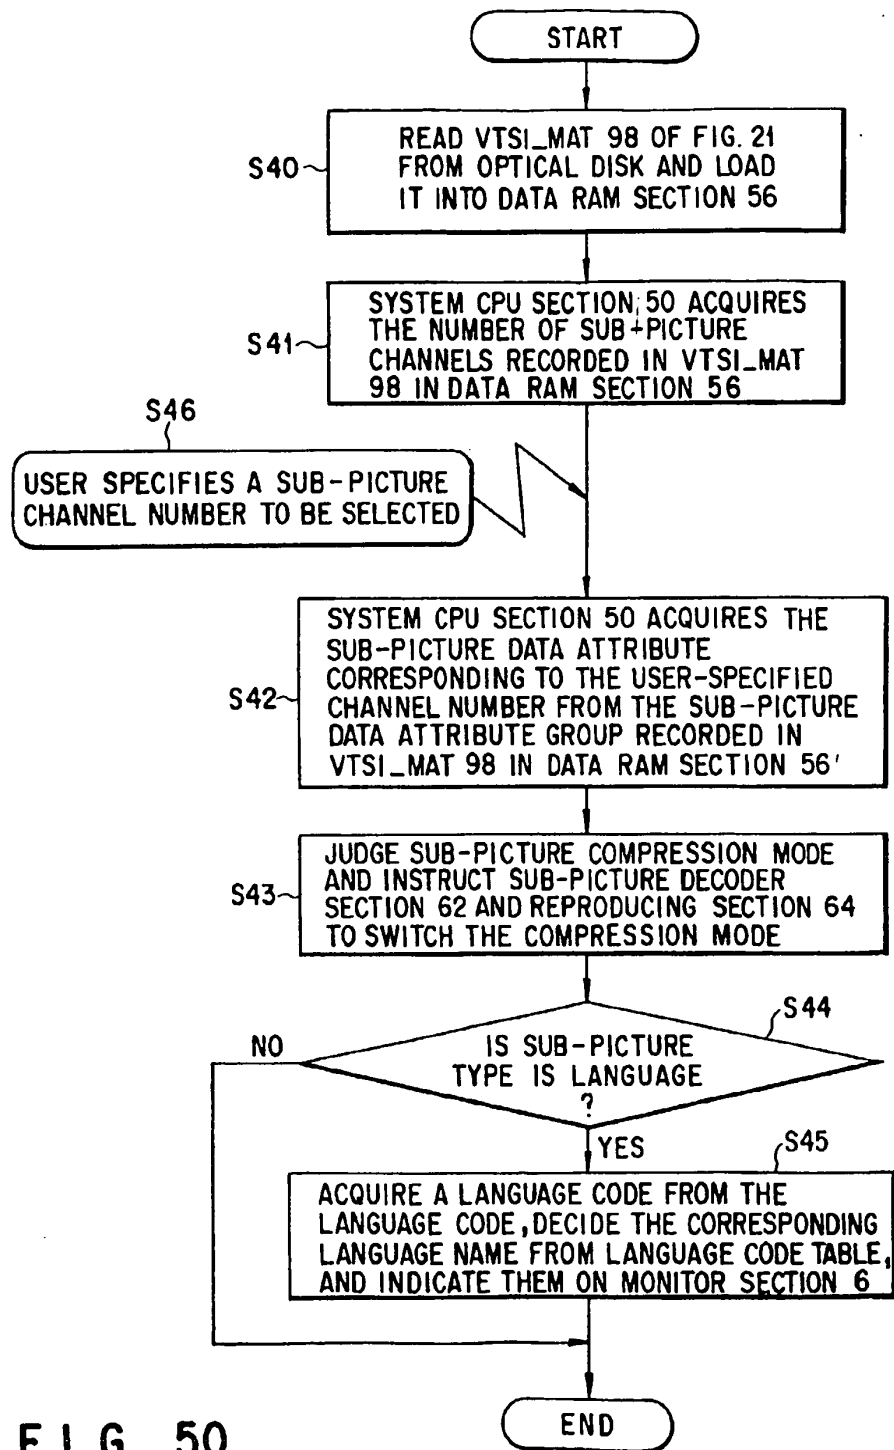 START
S40
READ VTSI_MAT 98 OF FIG. 21
FROM OPTICAL DISK AND LOAD
IT INTO DATA RAM SECTION 56
S41
SYSTEM CPU SECTION 50 ACQUIRES
THE NUMBER OF SUB-PICTURE
CHANNELS RECORDED IN VTSI_MAT
98 IN DATA RAM SECTION 56
S46
USER SPECIFIES A SUB-PICTURE
CHANNEL NUMBER TO BE SELECTED
S42
SYSTEM CPU SECTION 50 ACQUIRES THE
SUB-PICTURE DATA ATTRIBUTE
CORRESPONDING TO THE USER-SPECIFIED
CHANNEL NUMBER FROM THE SUB-PICTURE
DATA ATTRIBUTE GROUP RECORDED IN
VTSI_MAT 98 IN DATA RAM SECTION 56
S43
JUDGE SUB-PICTURE COMPRESSION MODE
AND INSTRUCT SUB-PICTURE DECODER
SECTION 62 AND REPRODUCING SECTION 64
TO SWITCH THE COMPRESSION MODE
S44
IS SUB-PICTURE
TYPE IS LANGUAGE
?
NO
YES
S45
ACQUIRE A LANGUAGE CODE FROM THE
LANGUAGE CODE, DECIDE THE CORRESPONDING
LANGUAGE NAME FROM LANGUAGE CODE TABLE,
AND INDICATE THEM ON MONITOR SECTION 6
END
FIG. 50